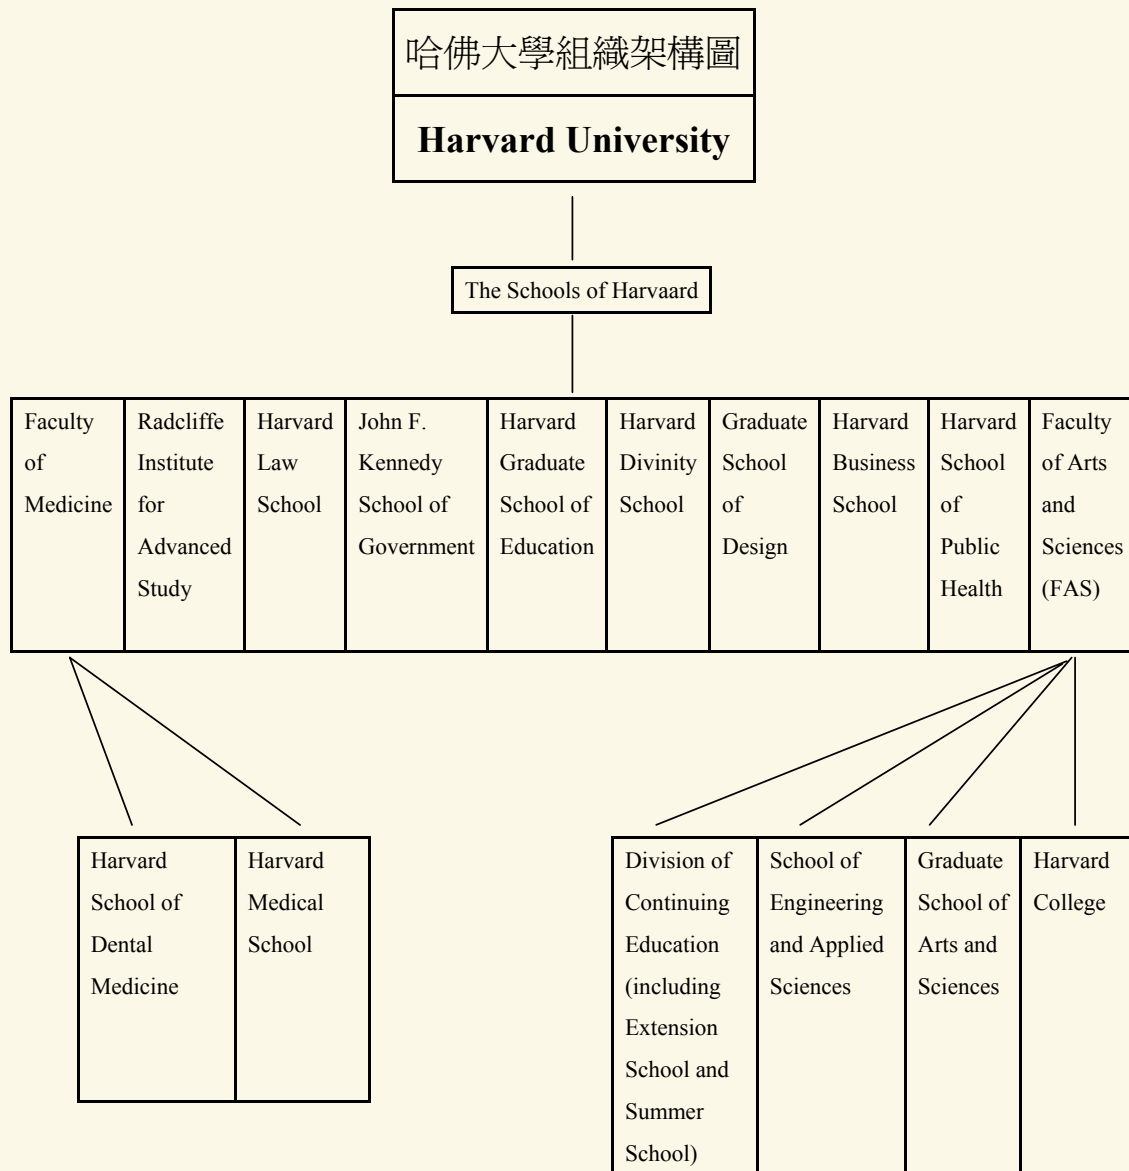 哈佛大學組織架構圖
Harvard University
The Schools of Harvaard
Faculty
of
Medicine
Radcliffe
Institute
for
Advanced
Study
Harvard
Law
School
John F.
Kennedy
School of
Government
Harvard
Graduate
School of
Education
Harvard
Divinity
School
Graduate
School
of
Design
Harvard
Business
School
Harvard
School
of
Public
Health
Faculty
of Arts
and
Sciences
(FAS)
Harvard
School of
Dental
Medicine
Harvard
Medical
School
Division of
Continuing
Education
(including
Extension
School and
Summer
School)
School of
Engineering
and Applied
Sciences
Graduate
School of
Arts and
Sciences
Harvard
College